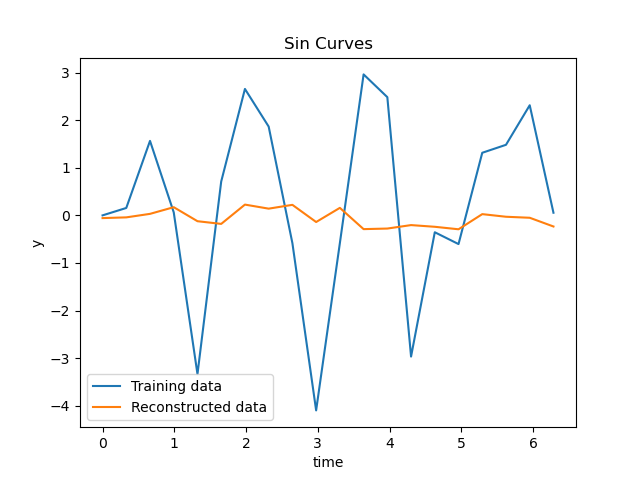 Sin Curves
3
2
1
0
−1
−2
−3
−4
y
Training data
Reconstructed data
0 1 2 3 4 5 6
time